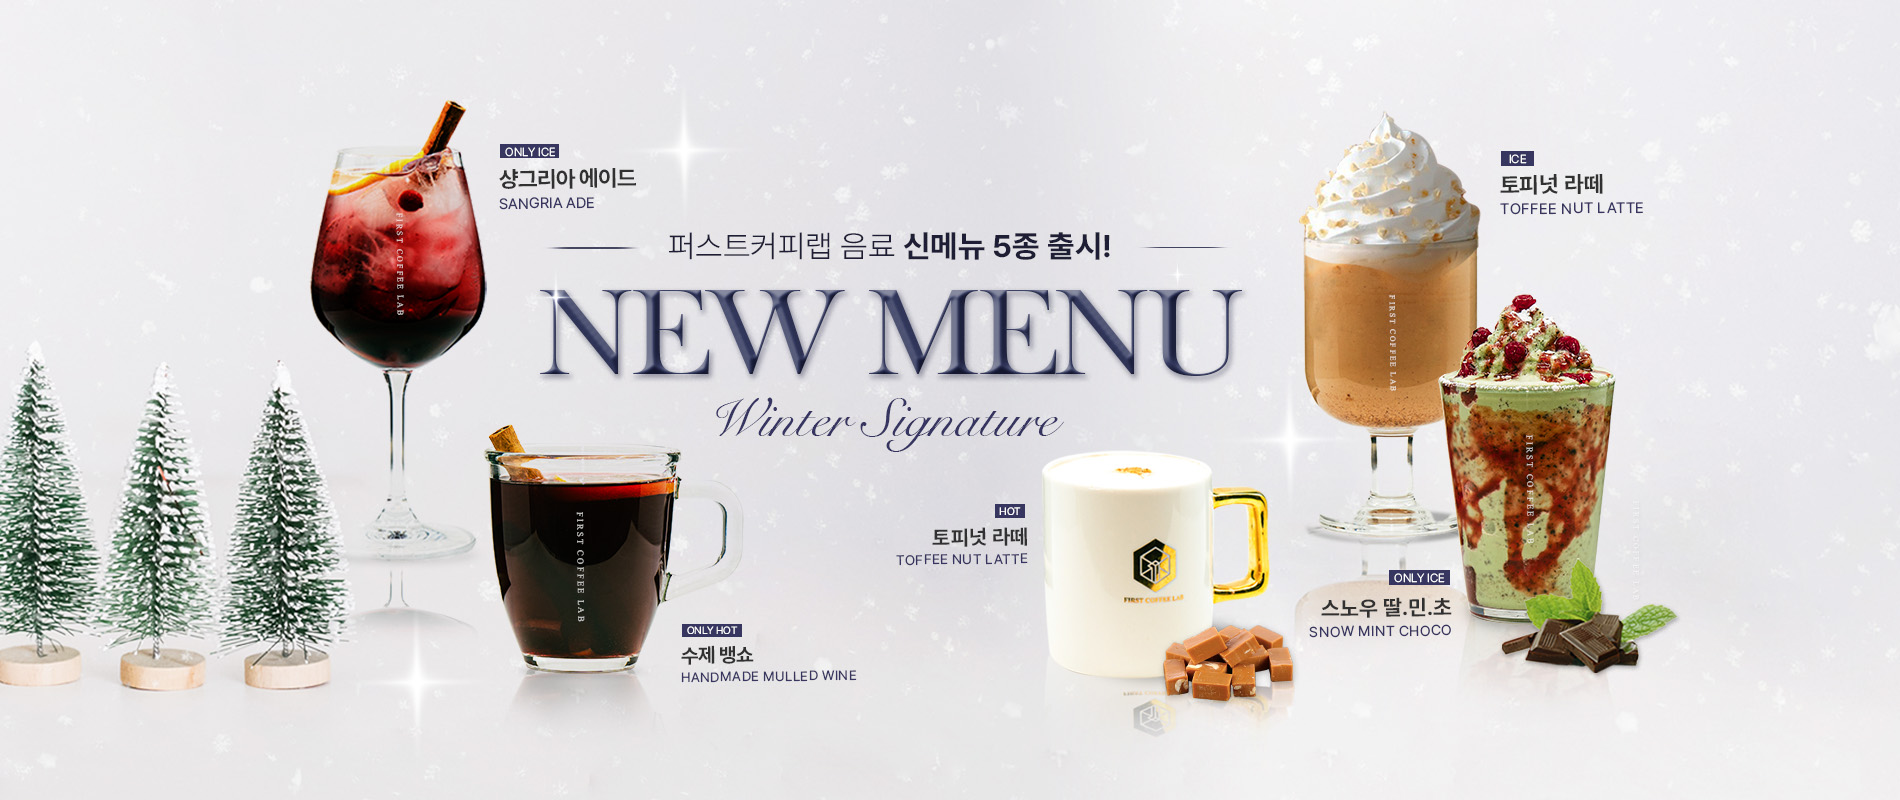 ONLY ICE
샹그리아 에이드
SANGRIA ADE
퍼스트커피랩 음료 신메뉴 5종 출시!
NEW MENU
Winter Signature
ICE
토피넛 라떼
TOFFEE NUT LATTE
FIRST COFFEE LAB
FIRST COFFEE LAB
ONLY HOT
수제 뱅쇼
HANDMADE MULLED WINE
HOT
토피넛 라떼
TOFFEE NUT LATTE
FIRST COFFEE LAB
FIRST COFFEE LAB
FIRST COFFEE LAB
ONLY ICE
스노우 딸.민.초
SNOW MINT CHOCO